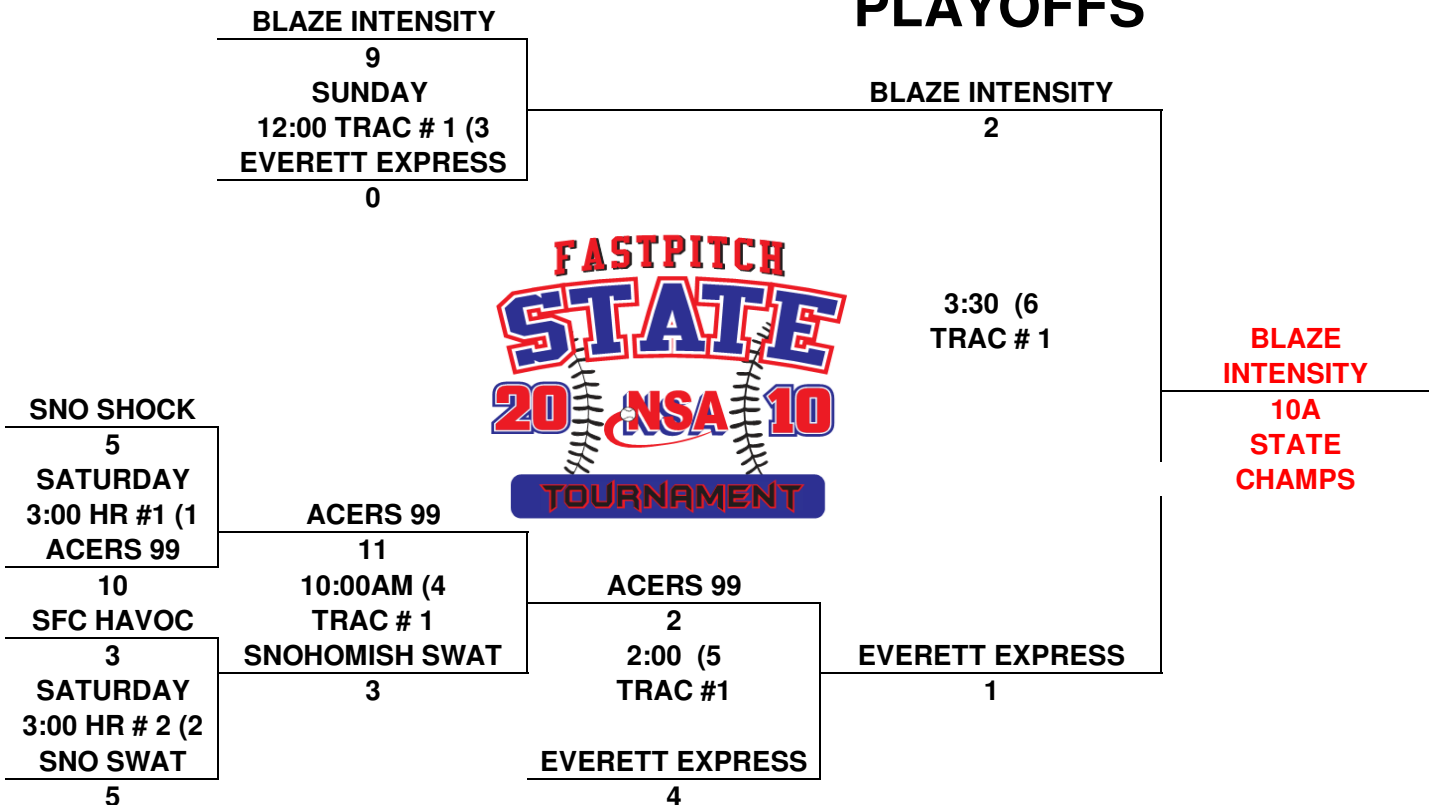 PLAYOFFS
BLAZE INTENSITY
9
SUNDAY
12:00 TRAC # 1 (3
EVERETT EXPRESS
0
BLAZE INTENSITY
2
FASTPITCH
STATE
20 NSA 10
TOURNAMENT
3:30 (6
TRAC # 1
BLAZE
INTENSITY
10A
STATE
CHAMPS
SNO SHOCK
5
SATURDAY
3:00 HR #1 (1
ACERS 99
10
SFC HAVOC
3
SATURDAY
3:00 HR # 2 (2
SNO SWAT
5
ACERS 99
11
10:00AM (4
TRAC # 1
SNOHOMISH SWAT
3
ACERS 99
2
2:00 (5
TRAC #1
EVERETT EXPRESS
4
EVERETT EXPRESS
1